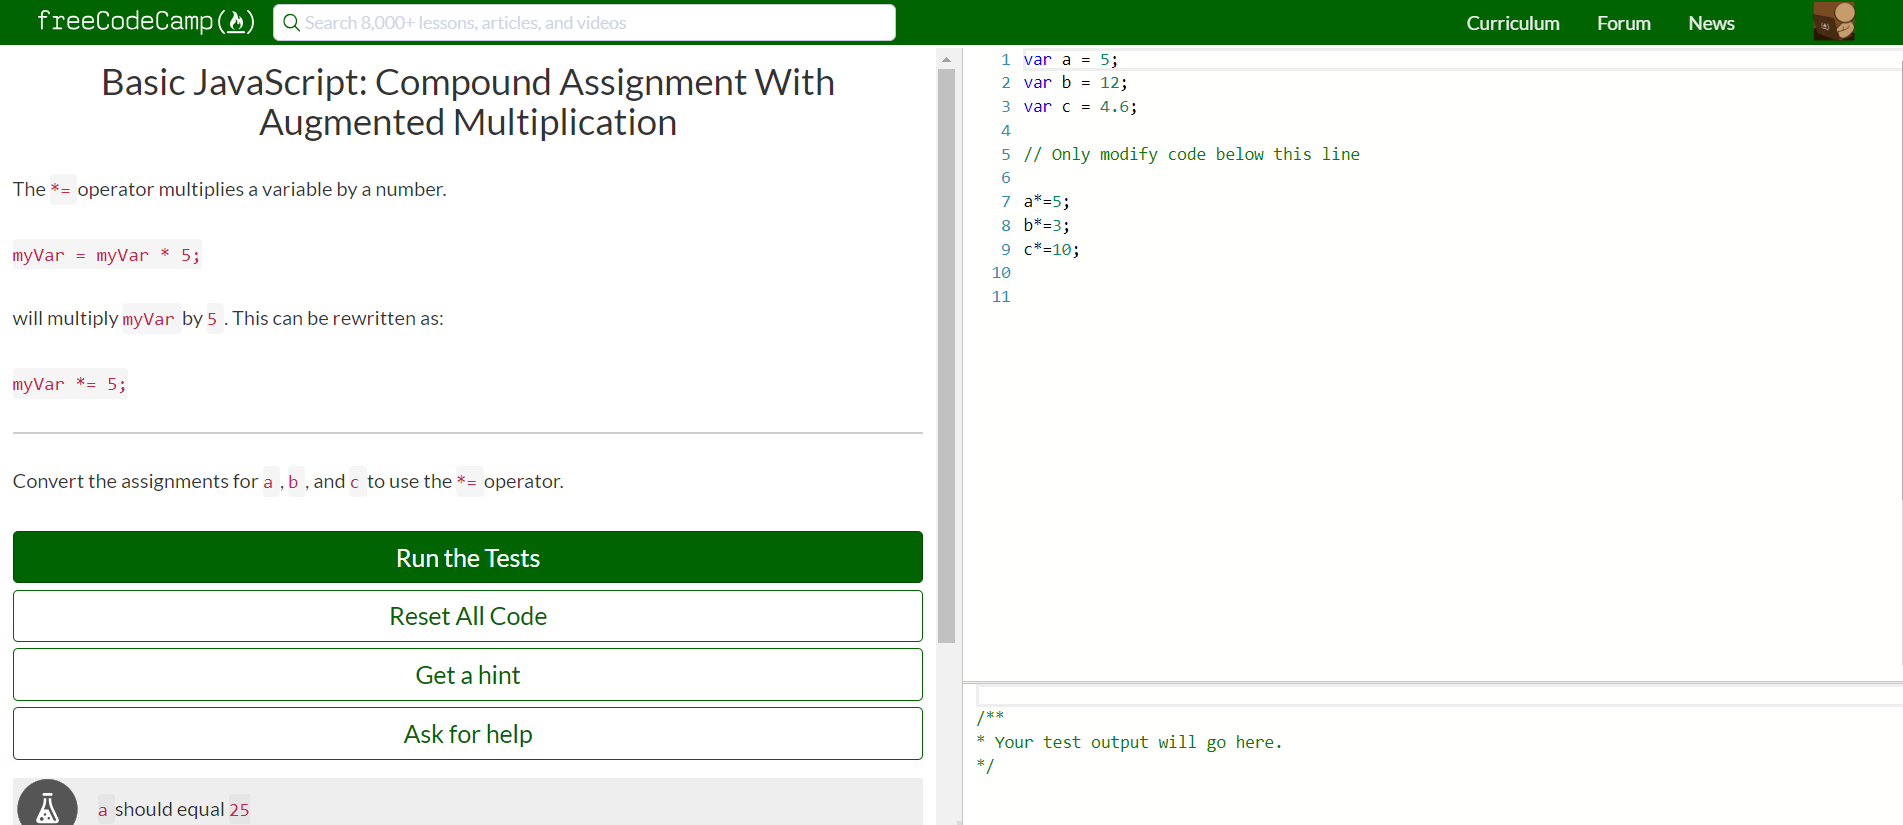 freeCodeCamp
Search 8,000+ lessons, articles, and videos
Curriculum
Forum
News
Basic JavaScript: Compound Assignment With
Augmented Multiplication
The *= operator multiplies a variable by a number.
myVar = myVar * 5;
will multiply myVar by 5 . This can be rewritten as:
myVar *= 5;
Convert the assignments for a , b , and c to use the *= operator.
Run the Tests
Reset All Code
Get a hint
Ask for help
a should equal 25
1 var a = 5;
2 var b = 12;
3 var c = 4.6;
4
5 // Only modify code below this line
6
7 a*=5;
8 b*=3;
9 c*=10;
10
11
/**
* Your test output will go here.
*/